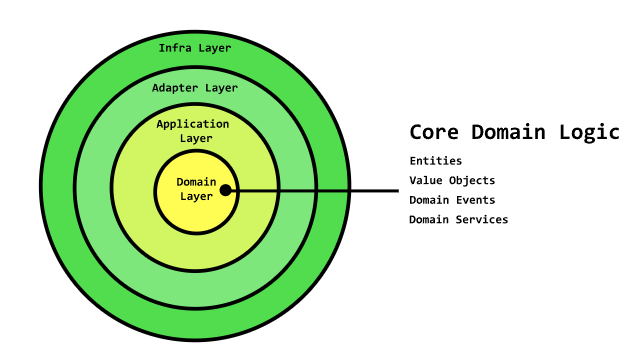 Infra Layer
Adapter Layer
Application
Layer
Domain
Layer
Core Domain Logic
Entities
Value Objects
Domain Events
Domain Services